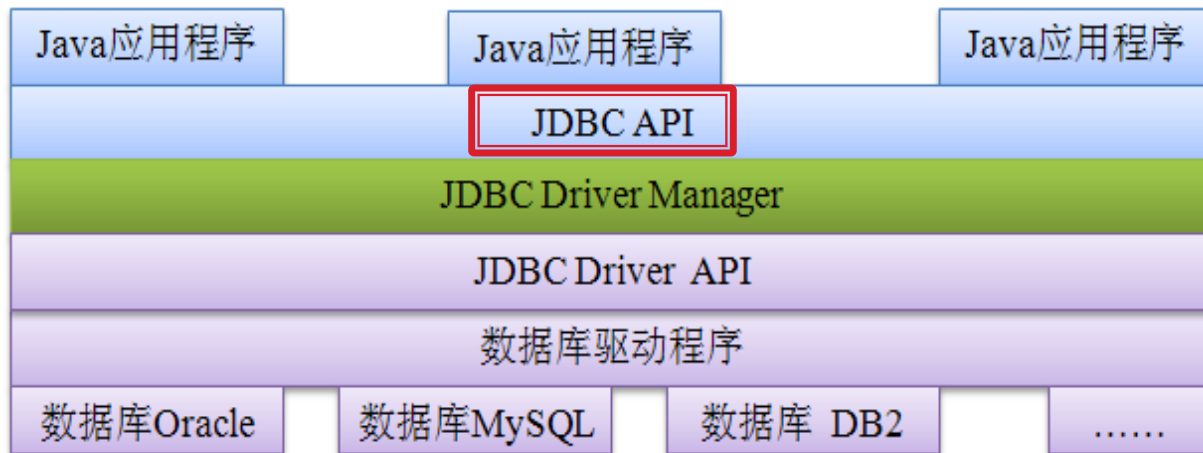 Java应用程序 Java应用程序 Java应用程序
JDBC API
JDBC Driver Manager
JDBC Driver API
数据库驱动程序
数据库Oracle 数据库MySQL 数据库 DB2 ……